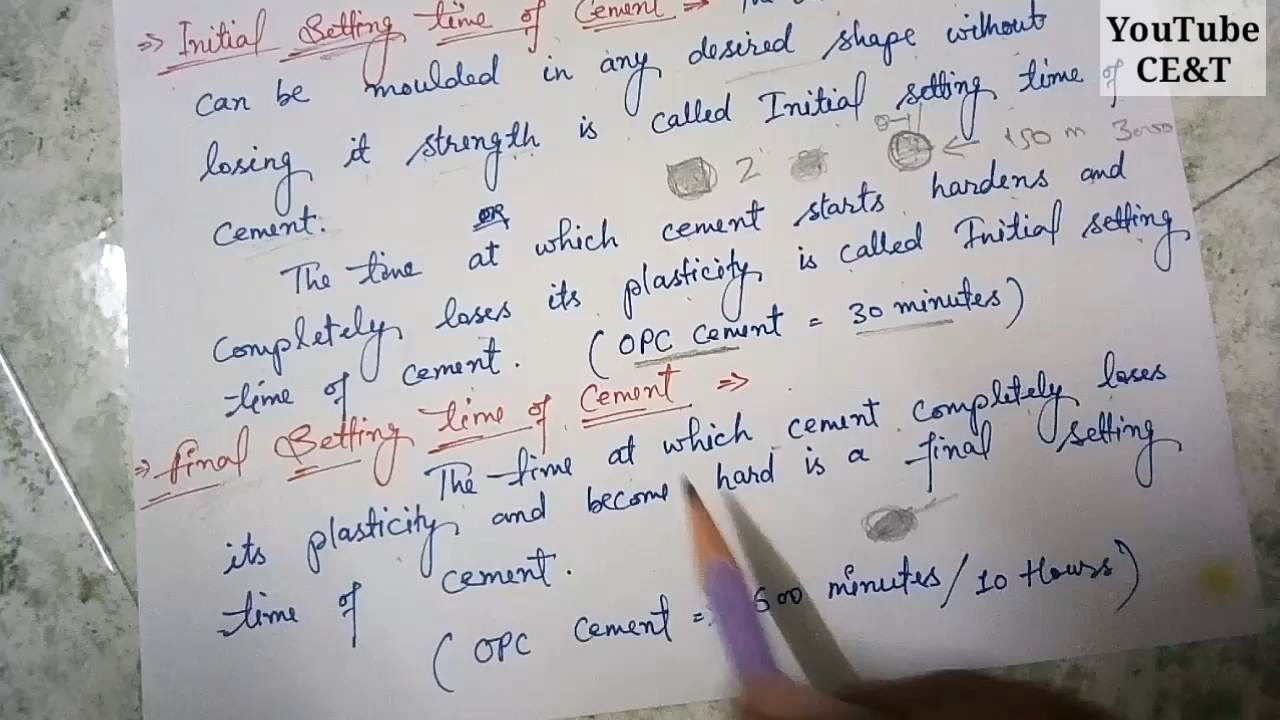 YouTube
CE&T
⇒ Initial Setting time of Cement ⇒ The
can be moulded in any desired shape without
losing it strength is called Initial setting time of
cement.
2
150 m
OR
The time at which cement starts hardens and
completely loses its plasticity is called Initial setting
time of cement. (OPC cement = 30 minutes)
⇒ final Setting time of Cement ⇒
The time at which cement completely loses
its plasticity and become hard is a final setting
time of cement.
(OPC cement = 600 minutes/10 Hours)